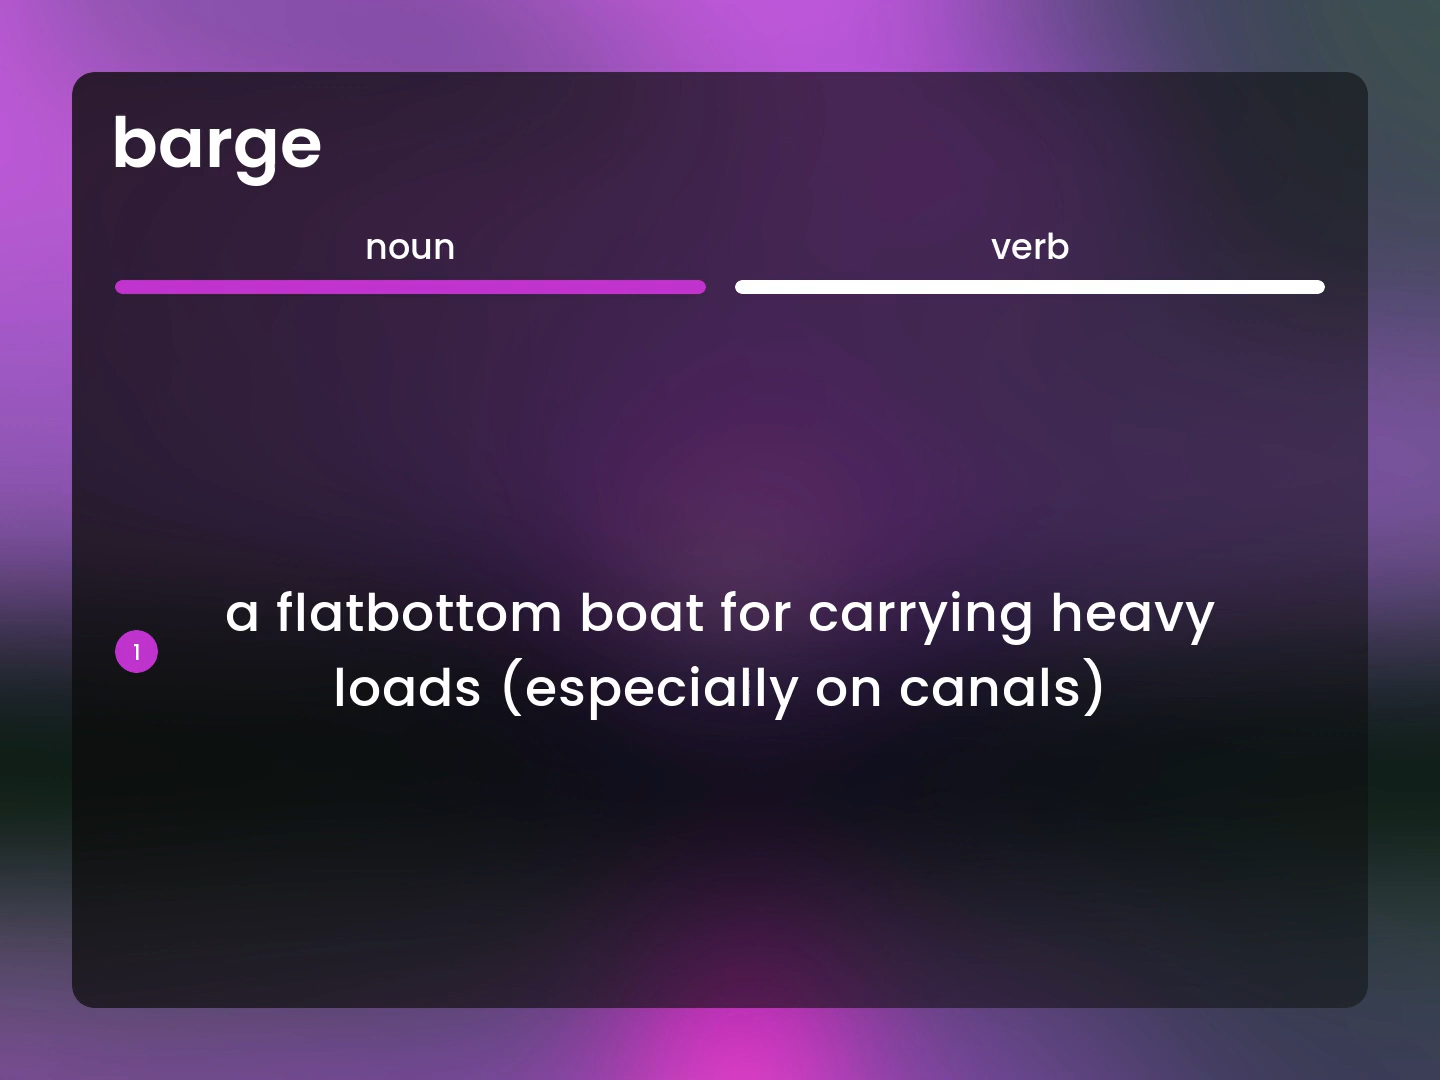 barge
noun
verb
1
a flatbottom boat for carrying heavy
loads (especially on canals)